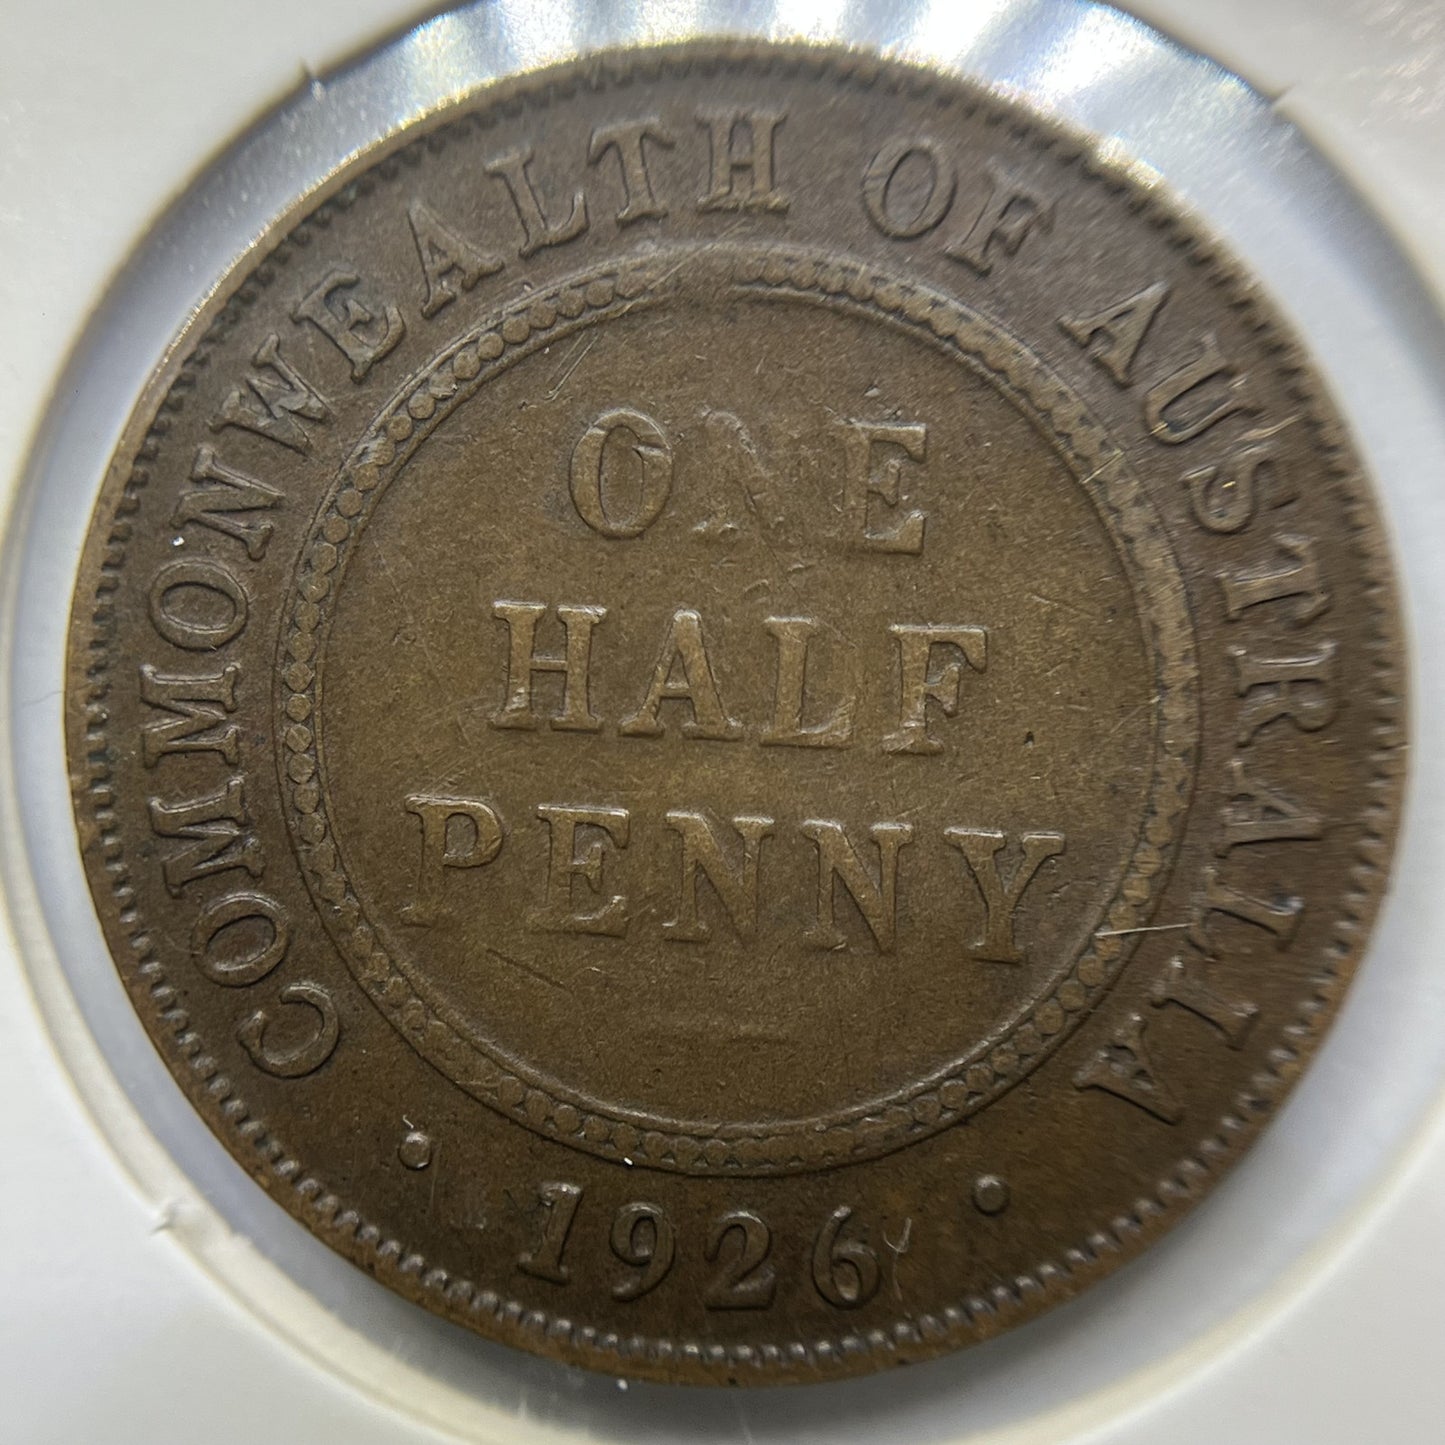 COMMONWEALTH OF AUSTRALIA
ONE
HALF
PENNY
· 1926 ·